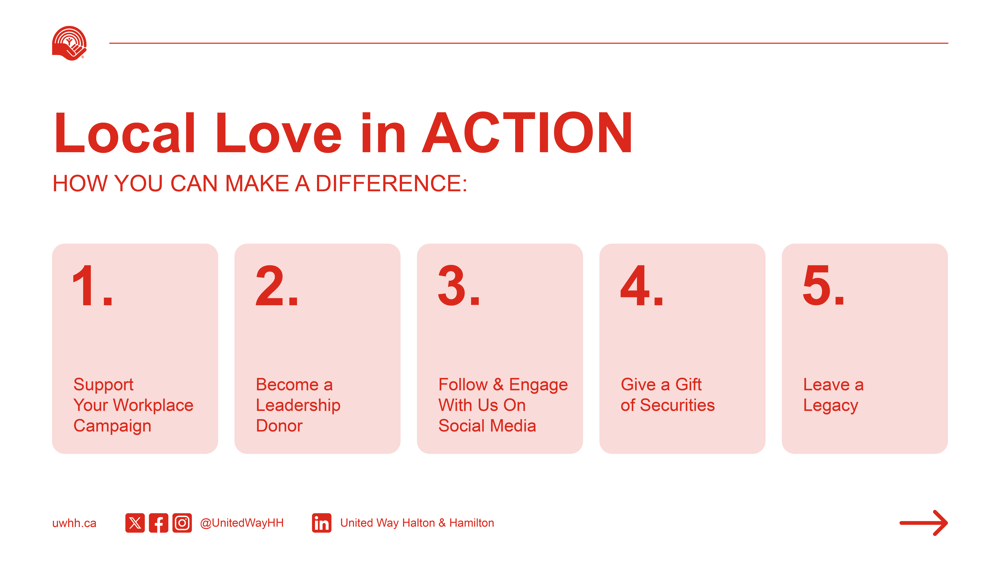 ®
Local Love in ACTION
HOW YOU CAN MAKE A DIFFERENCE:
1.
Support
Your Workplace
Campaign
2.
Become a
Leadership
Donor
3.
Follow & Engage
With Us On
Social Media
4.
Give a Gift
of Securities
5.
Leave a
Legacy
uwhh.ca
@UnitedWayHH
in
United Way Halton & Hamilton